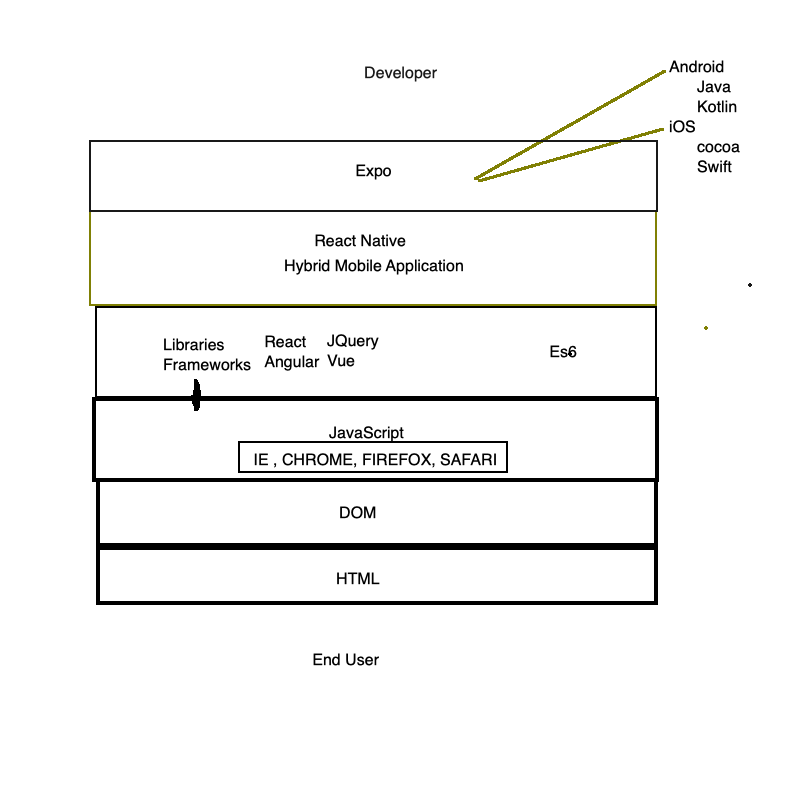 Developer
Android
Java
Kotlin
iOS
cocoa
Swift
Expo
React Native
Hybrid Mobile Application
Libraries
Frameworks
React
Angular
JQuery
Vue
Es6
JavaScript
IE , CHROME, FIREFOX, SAFARI
DOM
HTML
End User